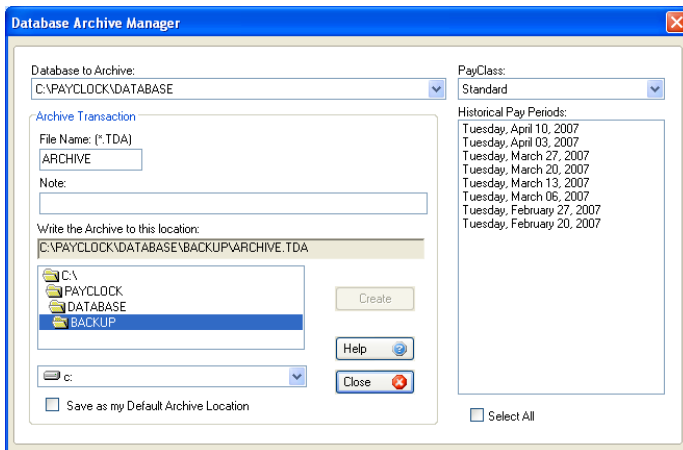 Database Archive Manager
Database to Archive:
C:\PAYCLOCK\DATABASE
Archive Transaction
File Name: (*.TDA)
ARCHIVE
Note:
Write the Archive to this location:
C:\PAYCLOCK\DATABASE\BACKUP\ARCHIVE.TDA
C:\
PAYCLOCK
DATABASE
BACKUP
Create
Help
c:
Close
Save as my Default Archive Location
PayClass:
Standard
Historical Pay Periods:
Tuesday, April 10, 2007
Tuesday, April 03, 2007
Tuesday, March 27, 2007
Tuesday, March 20, 2007
Tuesday, March 13, 2007
Tuesday, March 06, 2007
Tuesday, February 27, 2007
Tuesday, February 20, 2007
Select All